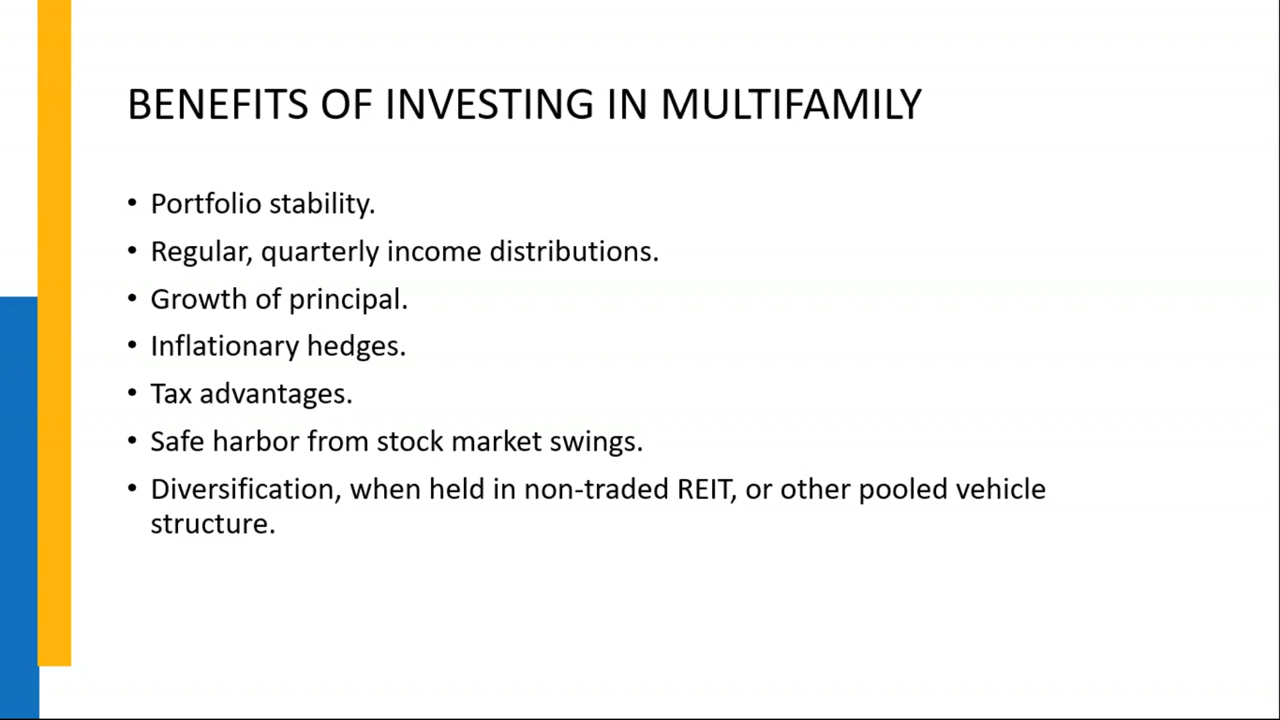 BENEFITS OF INVESTING IN MULTIFAMILY
• Portfolio stability.
• Regular, quarterly income distributions.
• Growth of principal.
• Inflationary hedges.
• Tax advantages.
• Safe harbor from stock market swings.
• Diversification, when held in non-traded REIT, or other pooled vehicle
structure.